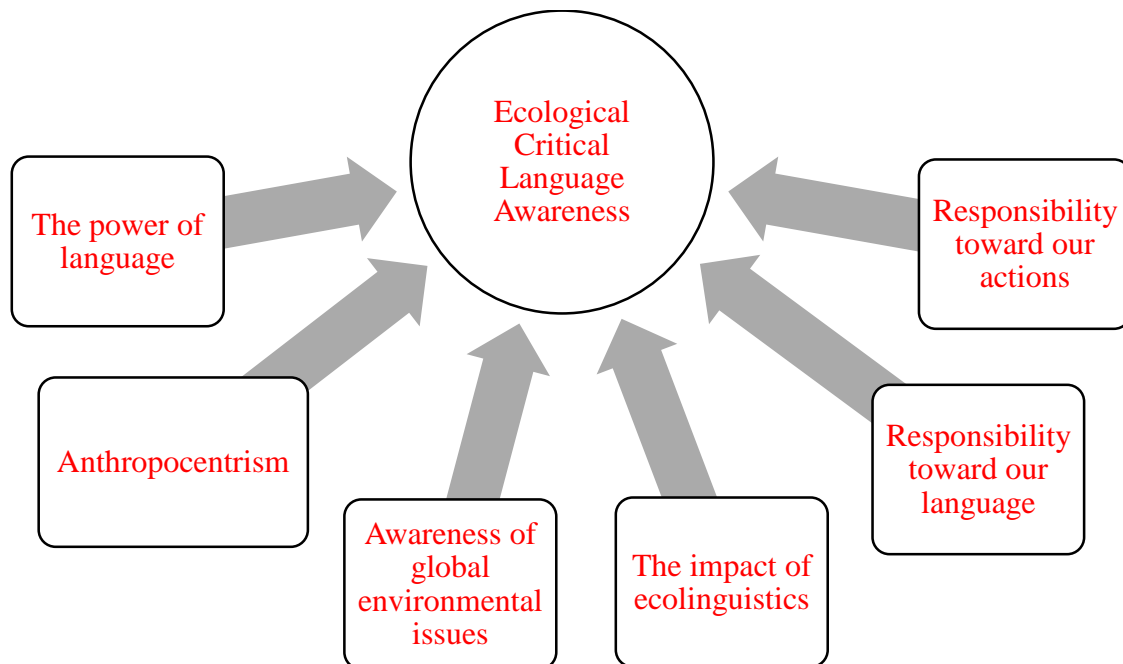 Ecological
Critical
Language
Awareness
The power of
language
Anthropocentrism
Awareness of
global
environmental
issues
The impact of
ecolinguistics
Responsibility
toward our
language
Responsibility
toward our
actions